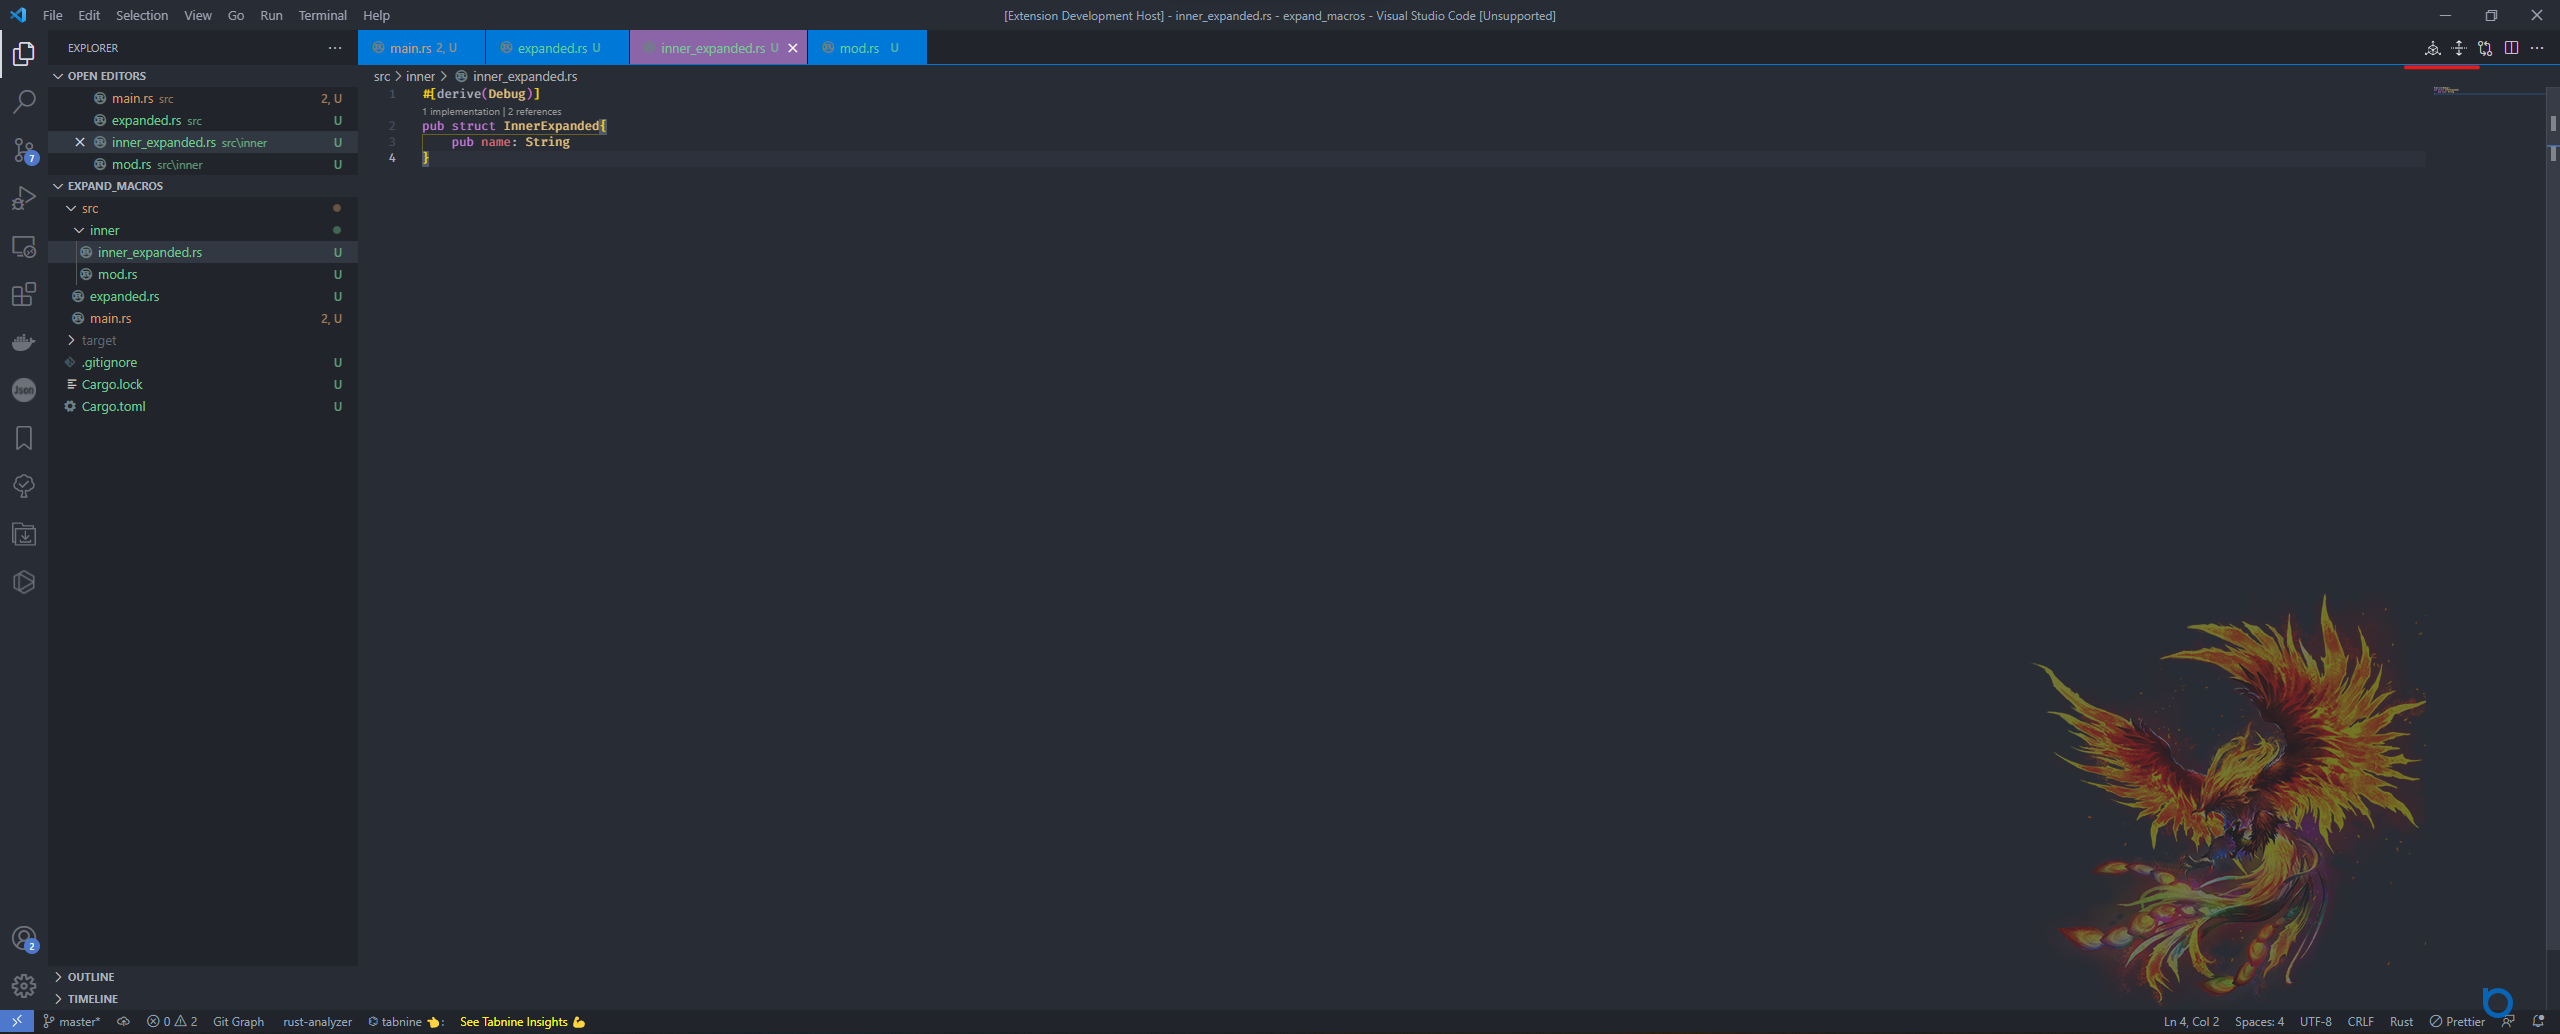 File Edit Selection View Go Run Terminal Help
[Extension Development Host] - inner_expanded.rs - expand_macros - Visual Studio Code [Unsupported]
EXPLORER
OPEN EDITORS
main.rs src 2, U
expanded.rs src U
inner_expanded.rs src\inner U
mod.rs src\inner U
EXPAND_MACROS
src
inner
inner_expanded.rs U
mod.rs U
expanded.rs U
main.rs 2, U
target
.gitignore U
Cargo.lock U
Cargo.toml U
OUTLINE
TIMELINE
7
Json
2
main.rs 2, U
expanded.rs U
inner_expanded.rs U
mod.rs U
src > inner > inner_expanded.rs
1 #[derive(Debug)]
1 implementation | 2 references
2 pub struct InnerExpanded{
3 pub name: String
4 }
master* 0 2 Git Graph rust-analyzer tabnine : See Tabnine Insights
Ln 4, Col 2 Spaces: 4 UTF-8 CRLF Rust Prettier